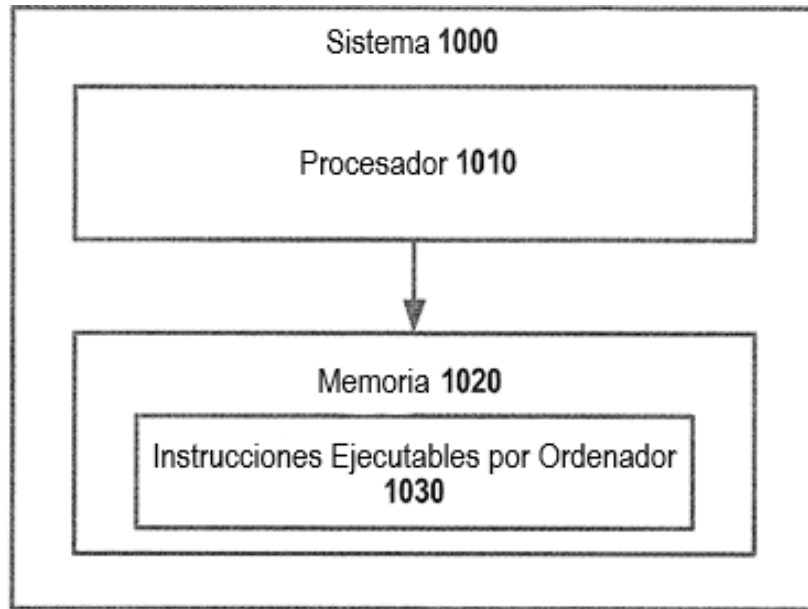 Sistema 1000
Procesador 1010
Memoria 1020
Instrucciones Ejecutables por Ordenador
1030